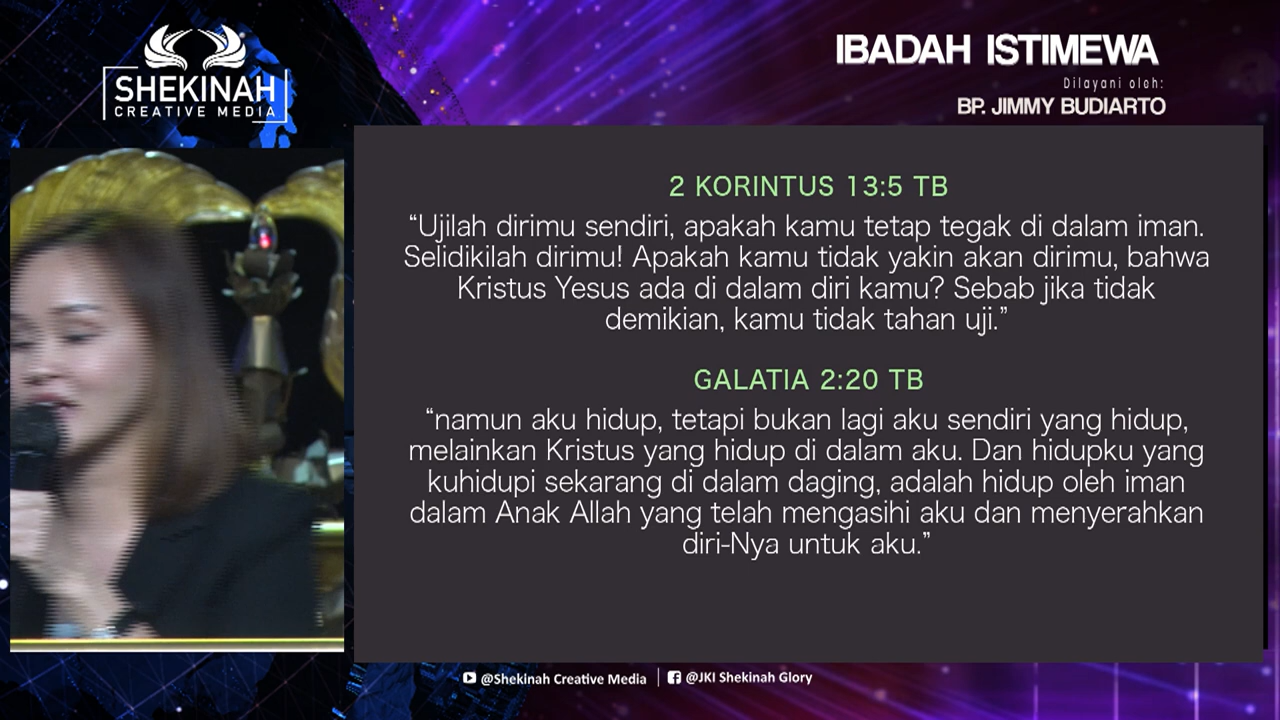 SHEKINAH
CREATIVE MEDIA
IBADAH ISTIMEWA
Dilayani oleh:
BP. JIMMY BUDIARTO
2 KORINTUS 13:5 TB
“Ujilah dirimu sendiri, apakah kamu tetap tegak di dalam iman.
Selidikilah dirimu! Apakah kamu tidak yakin akan dirimu, bahwa
Kristus Yesus ada di dalam diri kamu? Sebab jika tidak
demikian, kamu tidak tahan uji.”
GALATIA 2:20 TB
“namun aku hidup, tetapi bukan lagi aku sendiri yang hidup,
melainkan Kristus yang hidup di dalam aku. Dan hidupku yang
kuhidupi sekarang di dalam daging, adalah hidup oleh iman
dalam Anak Allah yang telah mengasihi aku dan menyerahkan
diri-Nya untuk aku.”
@Shekinah Creative Media
@JKI Shekinah Glory